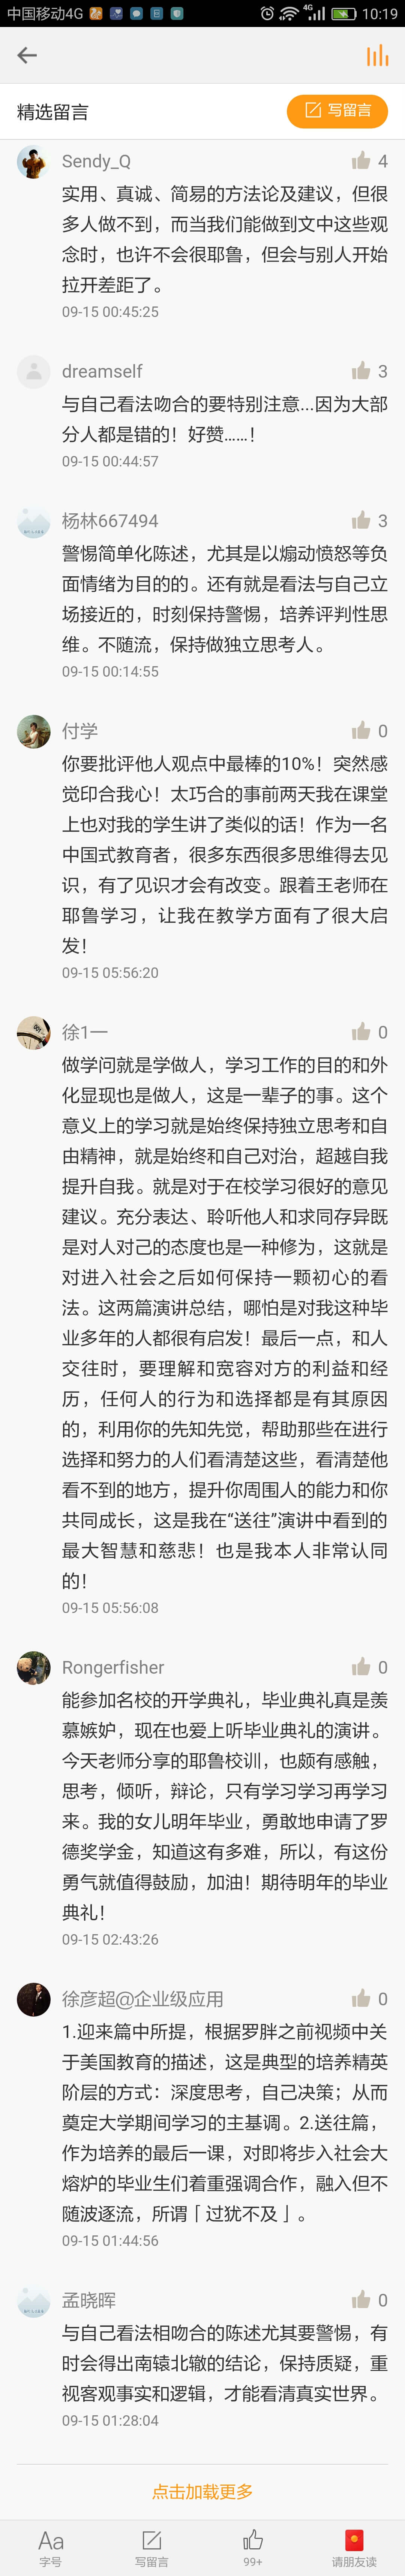 中国移动4G 4G 10:19
精选留言 写留言
Sendy_Q 4
实用、真诚、简易的方法论及建议，但很
多人做不到，而当我们能做到文中这些观
念时，也许不会很耶鲁，但会与别人开始
拉开差距了。
09-15 00:45:25
dreamself 3
与自己看法吻合的要特别注意...因为大部
分人都是错的！好赞……！
09-15 00:44:57
杨林667494 3
警惕简单化陈述，尤其是以煽动愤怒等负
面情绪为目的的。还有就是看法与自己立
场接近的，时刻保持警惕，培养评判性思
维。不随流，保持做独立思考人。
09-15 00:14:55
付学 0
你要批评他人观点中最棒的10%！突然感
觉印合我心！太巧合的事前两天我在课堂
上也对我的学生讲了类似的话！作为一名
中国式教育者，很多东西很多思维得去见
识，有了见识才会有改变。跟着王老师在
耶鲁学习，让我在教学方面有了很大启
发！
09-15 05:56:20
徐1一 0
做学问就是学做人，学习工作的目的和外
化显现也是做人，这是一辈子的事。这个
意义上的学习就是始终保持独立思考和自
由精神，就是始终和自己对治，超越自我
提升自我。就是对于在校学习很好的意见
建议。充分表达、聆听他人和求同存异既
是对人对己的态度也是一种修为，这就是
对进入社会之后如何保持一颗初心的看
法。这两篇演讲总结，哪怕是对我这种毕
业多年的人都很有启发！最后一点，和人
交往时，要理解和宽容对方的利益和经
历，任何人的行为和选择都是有其原因
的，利用你的先知先觉，帮助那些在进行
选择和努力的人们看清楚这些，看清楚他
看不到的地方，提升你周围人的能力和你
共同成长，这是我在“送往”演讲中看到的
最大智慧和慈悲！也是我本人非常认同
的！
09-15 05:56:08
Rongerfisher 0
能参加名校的开学典礼，毕业典礼真是羡
慕嫉妒，现在也爱上听毕业典礼的演讲。
今天老师分享的耶鲁校训，也颇有感触，
思考，倾听，辩论，只有学习学习再学习
来。我的女儿明年毕业，勇敢地申请了罗
德奖学金，知道这有多难，所以，有这份
勇气就值得鼓励，加油！期待明年的毕业
典礼！
09-15 02:43:26
徐彦超@企业级应用 0
1.迎来篇中所提，根据罗胖之前视频中关
于美国教育的描述，这是典型的培养精英
阶层的方式：深度思考，自己决策；从而
奠定大学期间学习的主基调。2.送往篇，
作为培养的最后一课，对即将步入社会大
熔炉的毕业生们着重强调合作，融入但不
随波逐流，所谓「过犹不及」。
09-15 01:44:56
孟晓晖 0
与自己看法相吻合的陈述尤其要警惕，有
时会得出南辕北辙的结论，保持质疑，重
视客观事实和逻辑，才能看清真实世界。
09-15 01:28:04
点击加载更多
Aa
字号 写留言 99+ 请朋友读